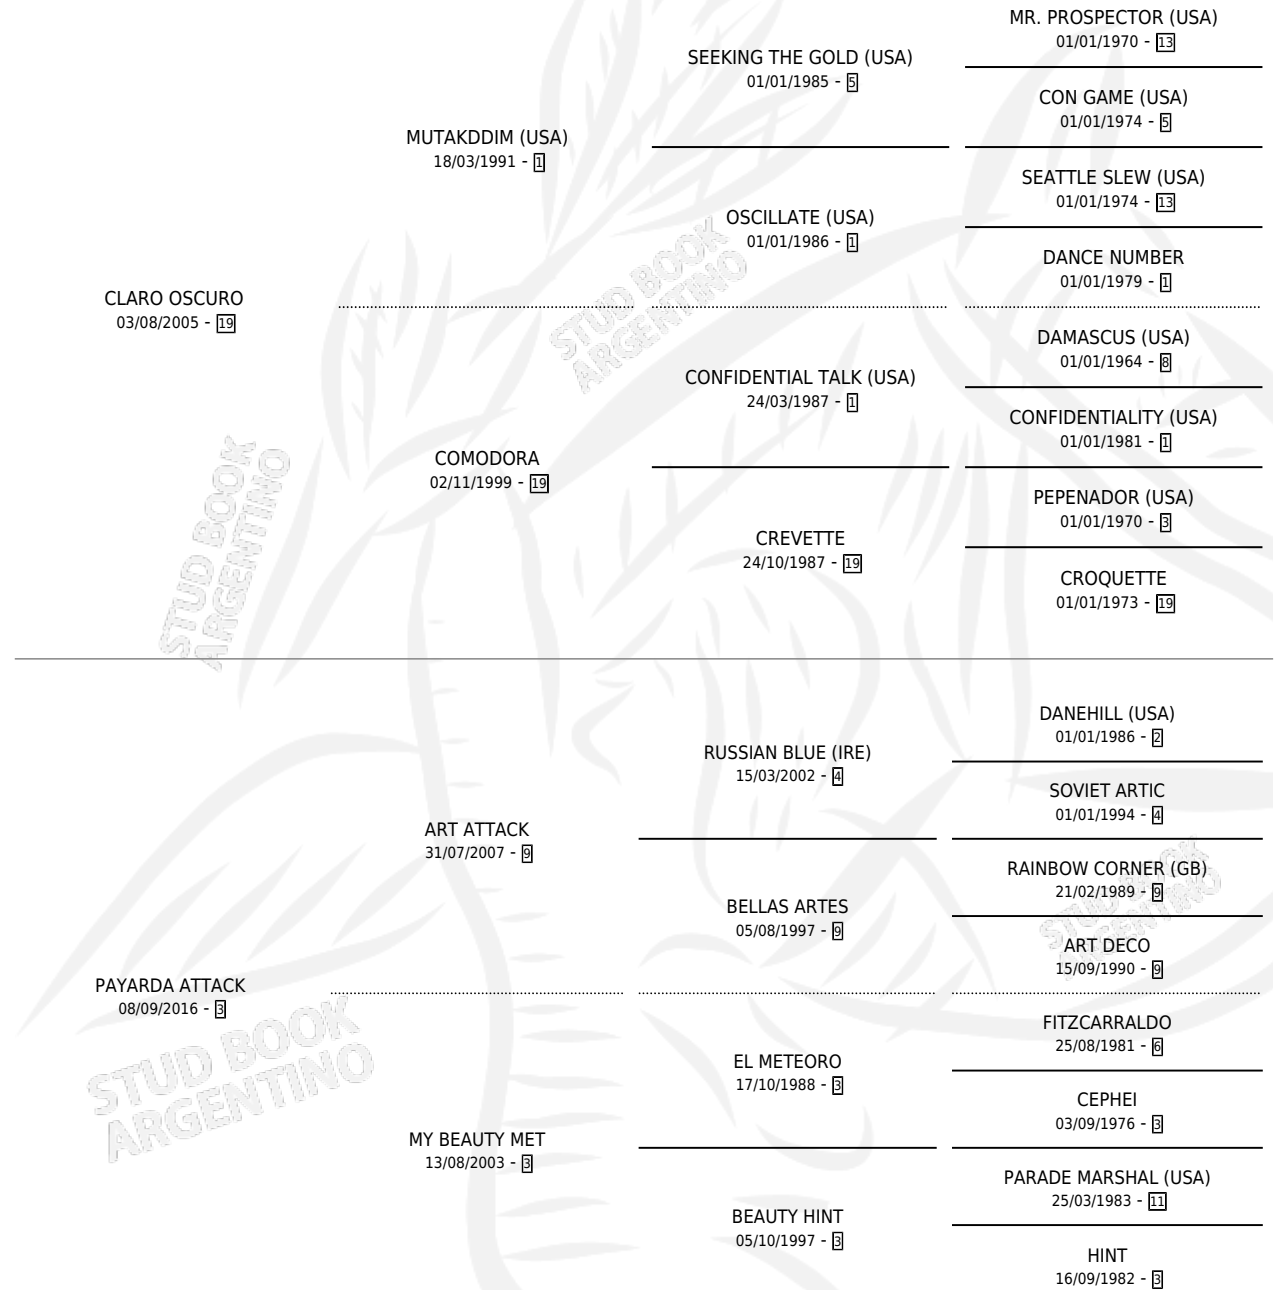 MR. PROSPECTOR (USA)
01/01/1970 - 13
SEEKING THE GOLD (USA)
01/01/1985 - 5
CON GAME (USA)
01/01/1974 - 5
MUTAKDDIM (USA)
18/03/1991 - 1
SEATTLE SLEW (USA)
01/01/1974 - 13
OSCILLATE (USA)
01/01/1986 - 1
DANCE NUMBER
01/01/1979 - 1
CLARO OSCURO
03/08/2005 - 19
DAMASCUS (USA)
01/01/1964 - 8
CONFIDENTIAL TALK (USA)
24/03/1987 - 1
CONFIDENTIALITY (USA)
01/01/1981 - 1
COMODORA
02/11/1999 - 19
PEPENADOR (USA)
01/01/1970 - 3
CREVETTE
24/10/1987 - 19
CROQUETTE
01/01/1973 - 19
DANEHILL (USA)
01/01/1986 - 2
RUSSIAN BLUE (IRE)
15/03/2002 - 4
SOVIET ARTIC
01/01/1994 - 4
ART ATTACK
31/07/2007 - 9
RAINBOW CORNER (GB)
21/02/1989 - 9
BELLAS ARTES
05/08/1997 - 9
ART DECO
15/09/1990 - 9
PAYARDA ATTACK
08/09/2016 - 3
FITZCARRALDO
25/08/1981 - 6
EL METEORO
17/10/1988 - 3
CEPHEI
03/09/1976 - 3
MY BEAUTY MET
13/08/2003 - 3
PARADE MARSHAL (USA)
25/03/1983 - 11
BEAUTY HINT
05/10/1997 - 3
HINT
16/09/1982 - 3
STUD BOOK
ARGENTINO
STUD BOOK
ARGENTINO
STUD BOOK
ARGENTINO
STUD BOOK
ARGENTINO